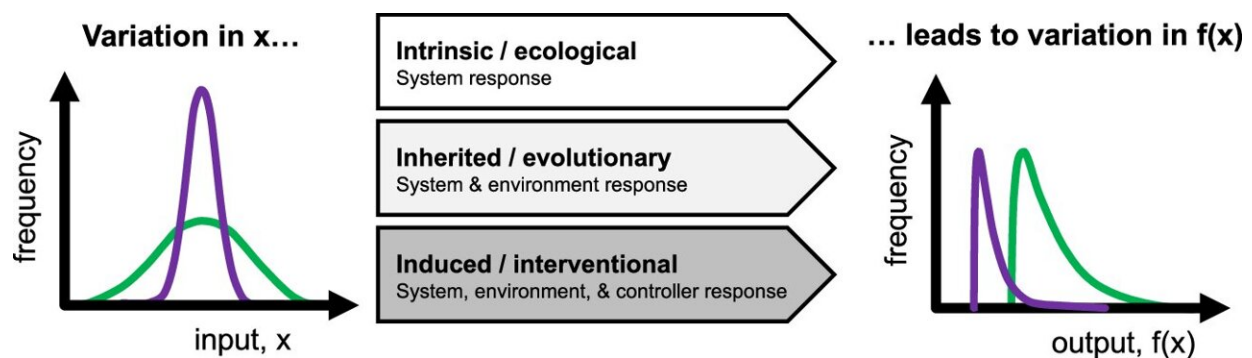 Variation in x…
frequency
input, x
Intrinsic / ecological
System response
Inherited / evolutionary
System & environment response
Induced / interventional
System, environment, & controller response
… leads to variation in f(x)
frequency
output, f(x)